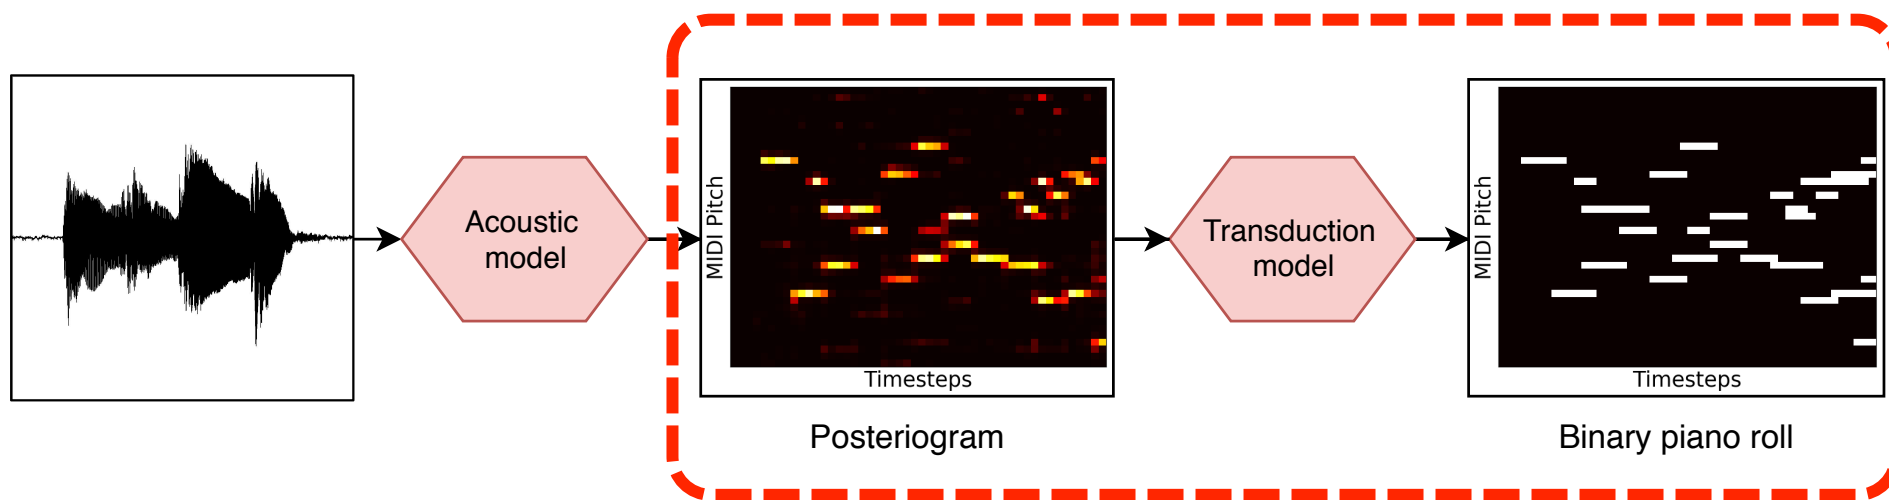 Acoustic
model
MIDI Pitch
Timesteps
Posteriogram
Transduction
model
MIDI Pitch
Timesteps
Binary piano roll